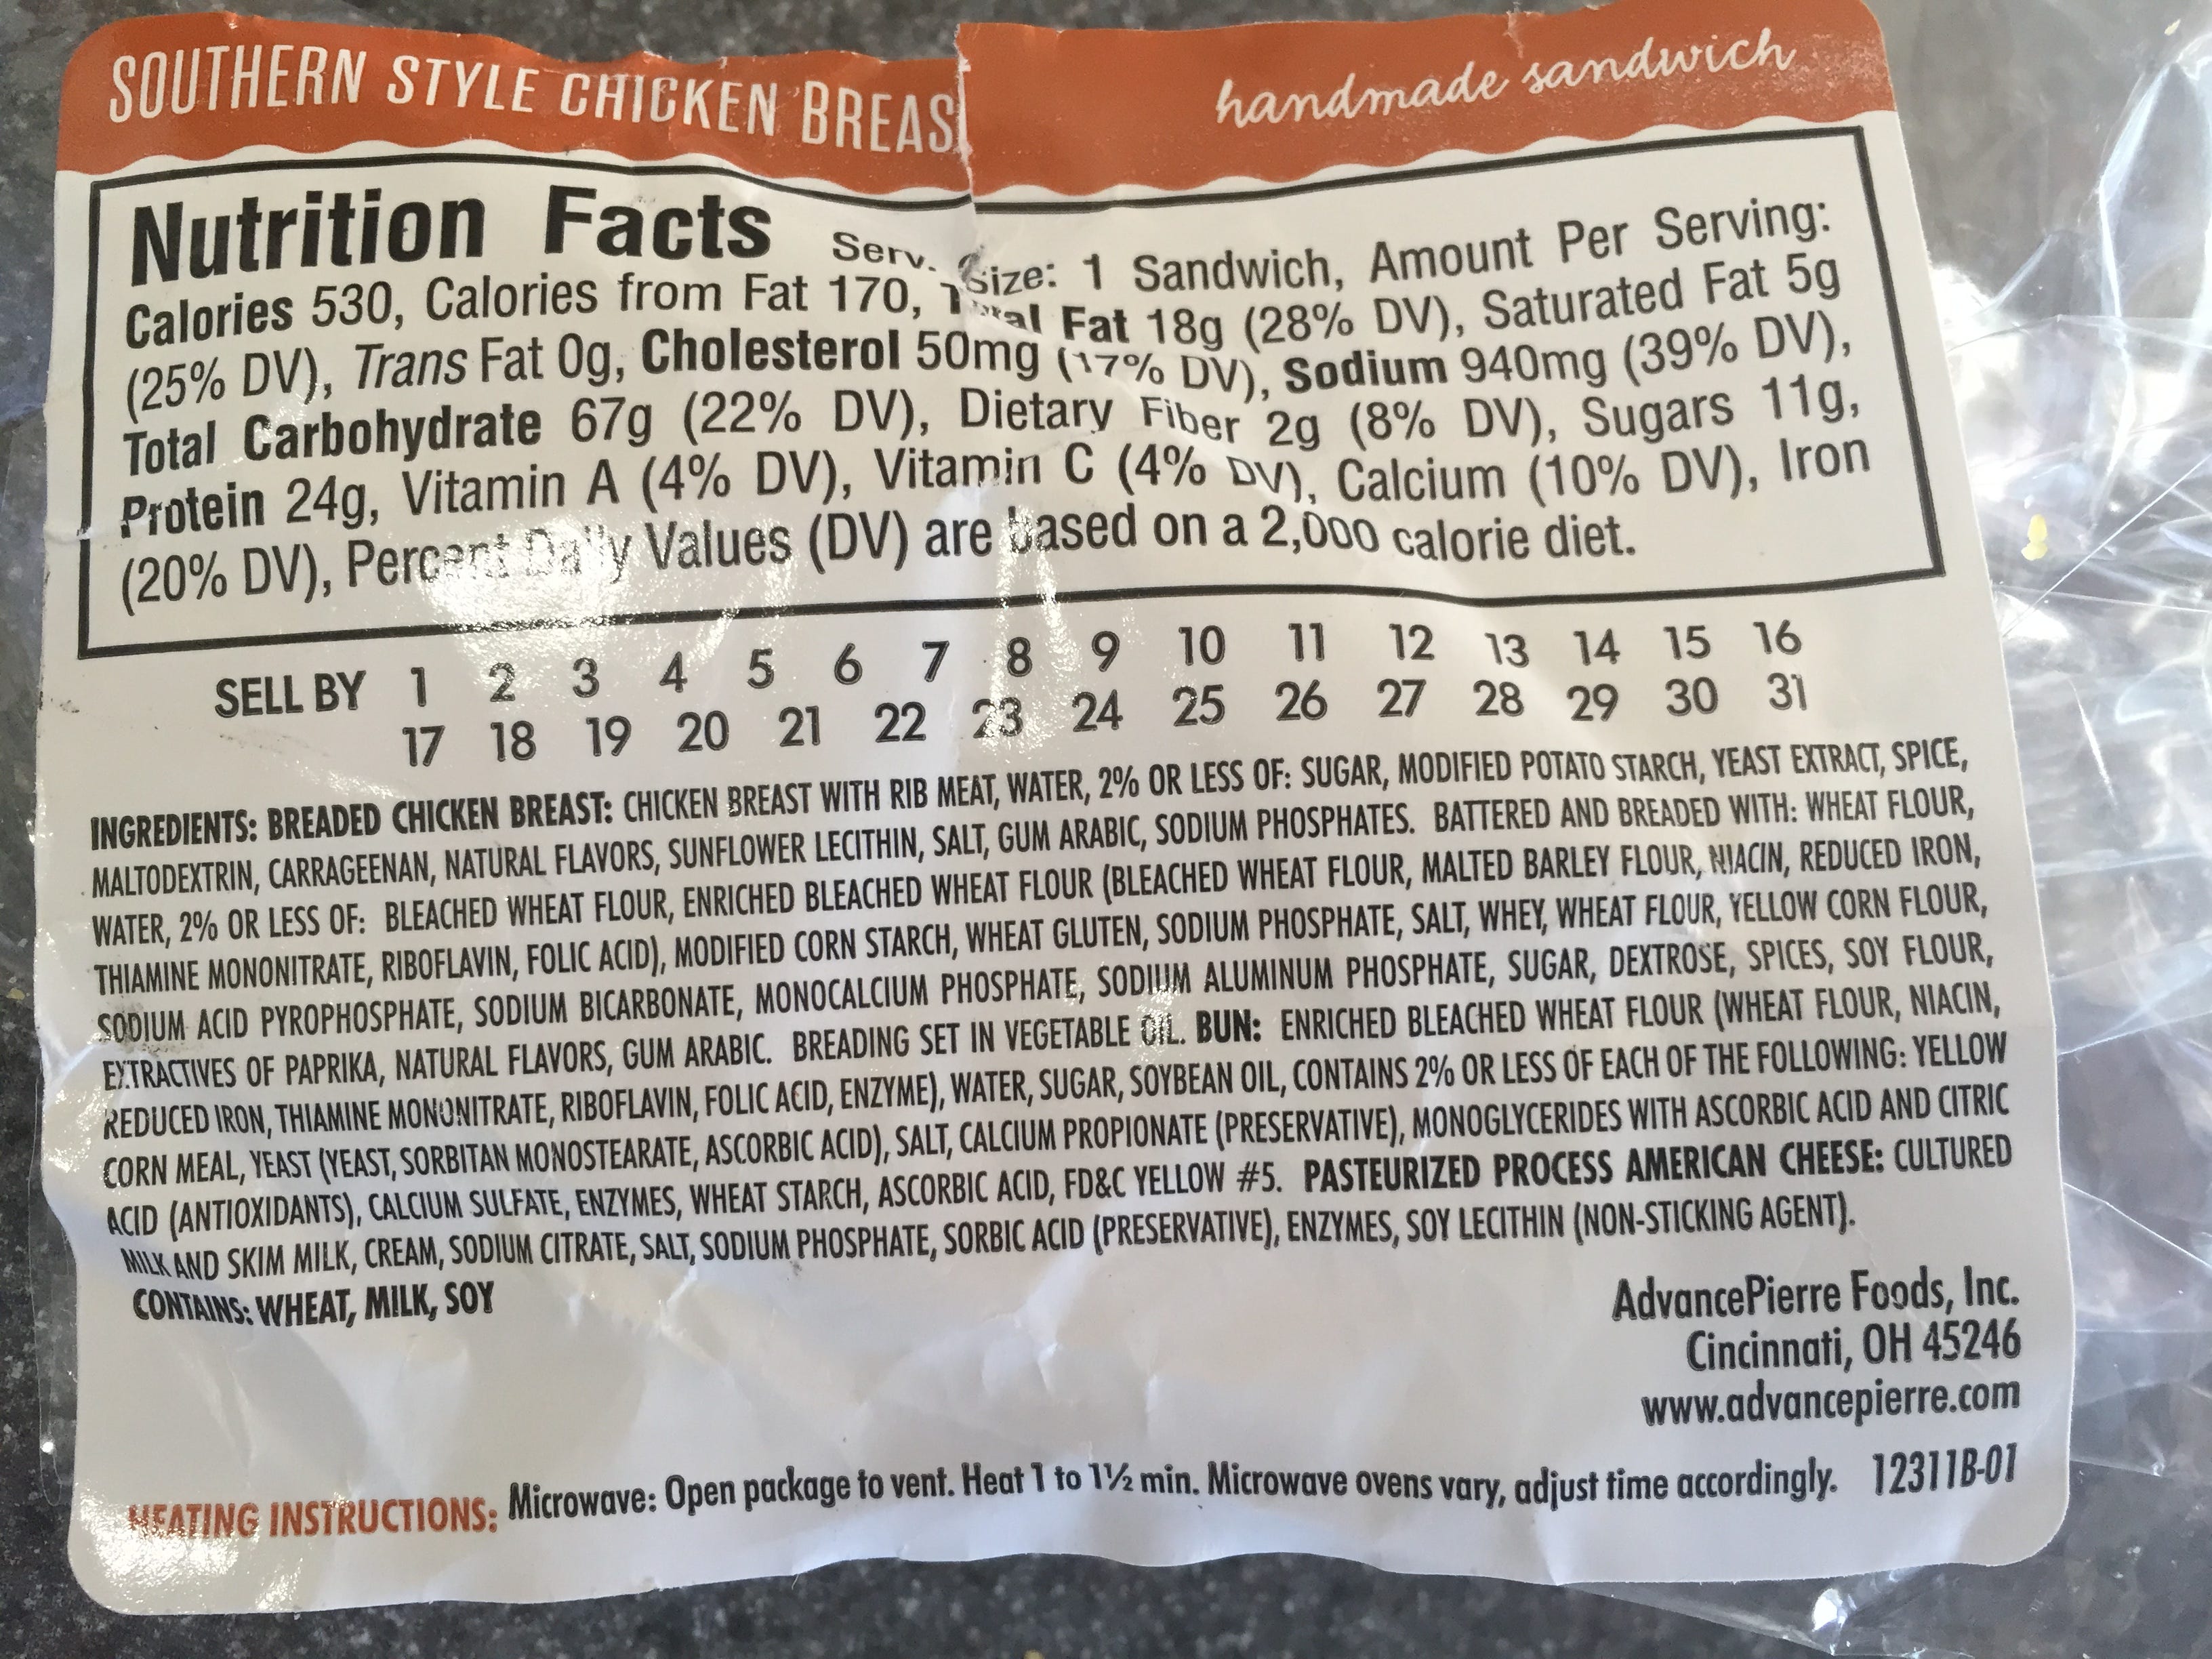 SOUTHERN STYLE CHICKEN BREAS handmade sandwich
Nutrition Facts Serv. Size: 1 Sandwich, Amount Per Serving:
Calories 530, Calories from Fat 170, Total Fat 18g (28% DV), Saturated Fat 5g
(25% DV), Trans Fat 0g, Cholesterol 50mg (17% DV), Sodium 940mg (39% DV),
Total Carbohydrate 67g (22% DV), Dietary Fiber 2g (8% DV), Sugars 11g,
Protein 24g, Vitamin A (4% DV), Vitamin C (4% DV), Calcium (10% DV), Iron
(20% DV), Percent Daily Values (DV) are based on a 2,000 calorie diet.
SELL BY 1 2 3 4 5 6 7 8 9 10 11 12 13 14 15 16
17 18 19 20 21 22 23 24 25 26 27 28 29 30 31
INGREDIENTS: BREADED CHICKEN BREAST: CHICKEN BREAST WITH RIB MEAT, WATER, 2% OR LESS OF: SUGAR, MODIFIED POTATO STARCH, YEAST EXTRACT, SPICE,
MALTODEXTRIN, CARRAGEENAN, NATURAL FLAVORS, SUNFLOWER LECITHIN, SALT, GUM ARABIC, SODIUM PHOSPHATES. BATTERED AND BREADED WITH: WHEAT FLOUR,
WATER, 2% OR LESS OF: BLEACHED WHEAT FLOUR, ENRICHED BLEACHED WHEAT FLOUR (BLEACHED WHEAT FLOUR, MALTED BARLEY FLOUR, NIACIN, REDUCED IRON,
THIAMINE MONONITRATE, RIBOFLAVIN, FOLIC ACID), MODIFIED CORN STARCH, WHEAT GLUTEN, SODIUM PHOSPHATE, SALT, WHEY, WHEAT FLOUR, YELLOW CORN FLOUR,
SODIUM ACID PYROPHOSPHATE, SODIUM BICARBONATE, MONOCALCIUM PHOSPHATE, SODIUM ALUMINUM PHOSPHATE, SUGAR, DEXTROSE, SPICES, SOY FLOUR,
EXTRACTIVES OF PAPRIKA, NATURAL FLAVORS, GUM ARABIC. BREADING SET IN VEGETABLE OIL. BUN: ENRICHED BLEACHED WHEAT FLOUR (WHEAT FLOUR, NIACIN,
REDUCED IRON, THIAMINE MONONITRATE, RIBOFLAVIN, FOLIC ACID, ENZYME), WATER, SUGAR, SOYBEAN OIL, CONTAINS 2% OR LESS OF EACH OF THE FOLLOWING: YELLOW
CORN MEAL, YEAST (YEAST, SORBITAN MONOSTEARATE, ASCORBIC ACID), SALT, CALCIUM PROPIONATE (PRESERVATIVE), MONOGLYCERIDES WITH ASCORBIC ACID AND CITRIC
ACID (ANTIOXIDANTS), CALCIUM SULFATE, ENZYMES, WHEAT STARCH, ASCORBIC ACID, FD&C YELLOW #5. PASTEURIZED PROCESS AMERICAN CHEESE: CULTURED
MILK AND SKIM MILK, CREAM, SODIUM CITRATE, SALT, SODIUM PHOSPHATE, SORBIC ACID (PRESERVATIVE), ENZYMES, SOY LECITHIN (NON-STICKING AGENT).
CONTAINS: WHEAT, MILK, SOY
AdvancePierre Foods, Inc.
Cincinnati, OH 45246
www.advancepierre.com
HEATING INSTRUCTIONS: Microwave: Open package to vent. Heat 1 to 1½ min. Microwave ovens vary, adjust time accordingly. 12311B-01